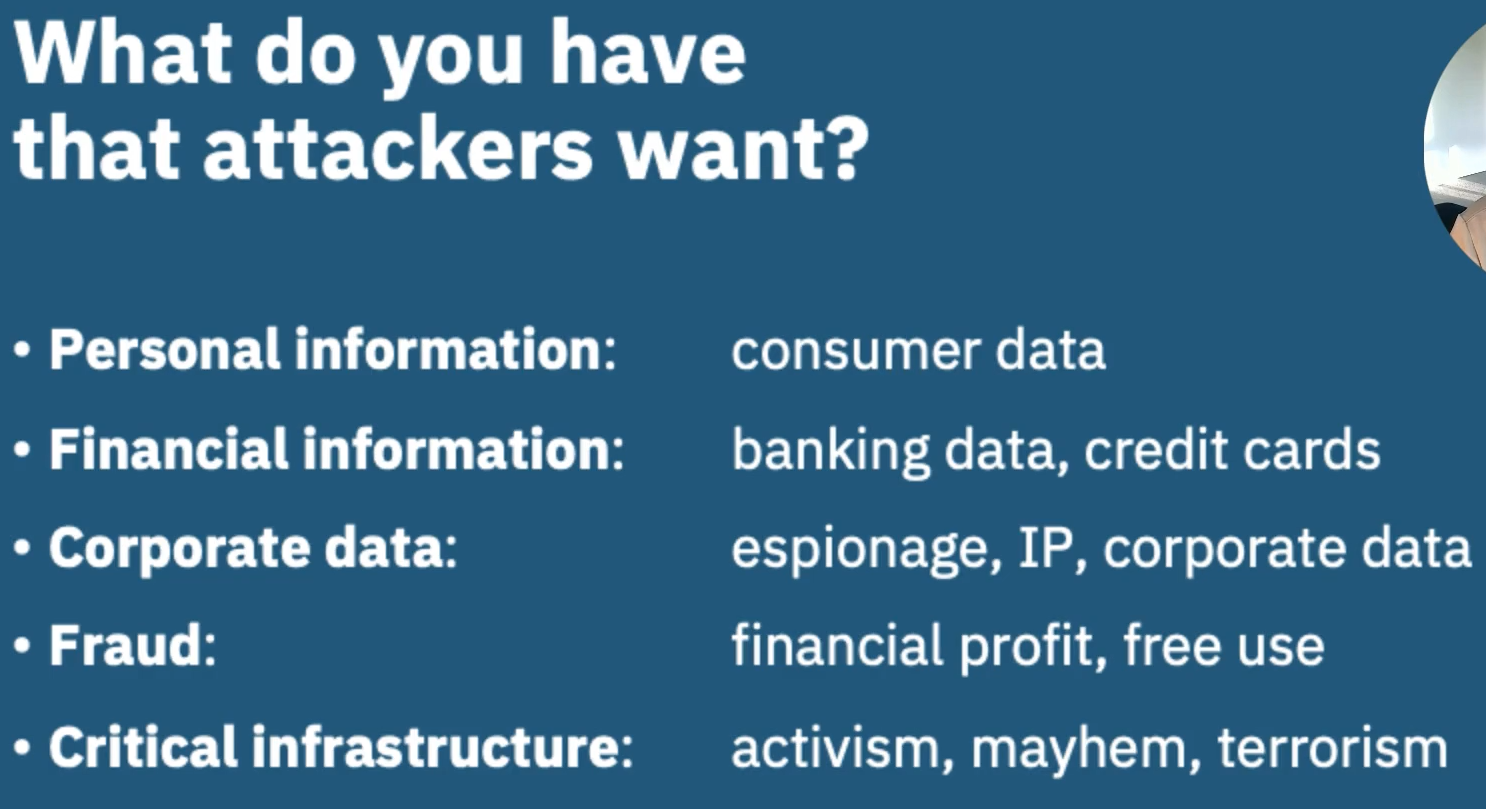 What do you have
that attackers want?
• Personal information: consumer data
• Financial information: banking data, credit cards
• Corporate data: espionage, IP, corporate data
• Fraud: financial profit, free use
• Critical infrastructure: activism, mayhem, terrorism